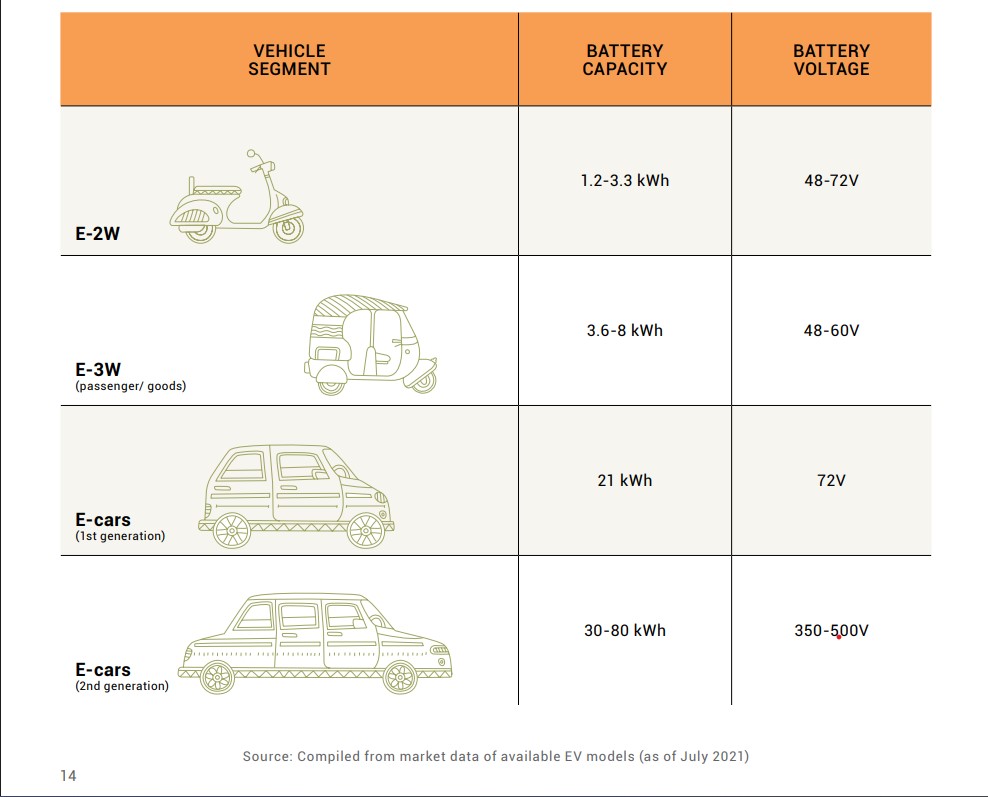 VEHICLE
SEGMENT
BATTERY
CAPACITY
BATTERY
VOLTAGE
E-2W
1.2-3.3 kWh
48-72V
E-3W
(passenger/ goods)
3.6-8 kWh
48-60V
E-cars
(1st generation)
21 kWh
72V
E-cars
(2nd generation)
30-80 kWh
350-500V
Source: Compiled from market data of available EV models (as of July 2021)
14